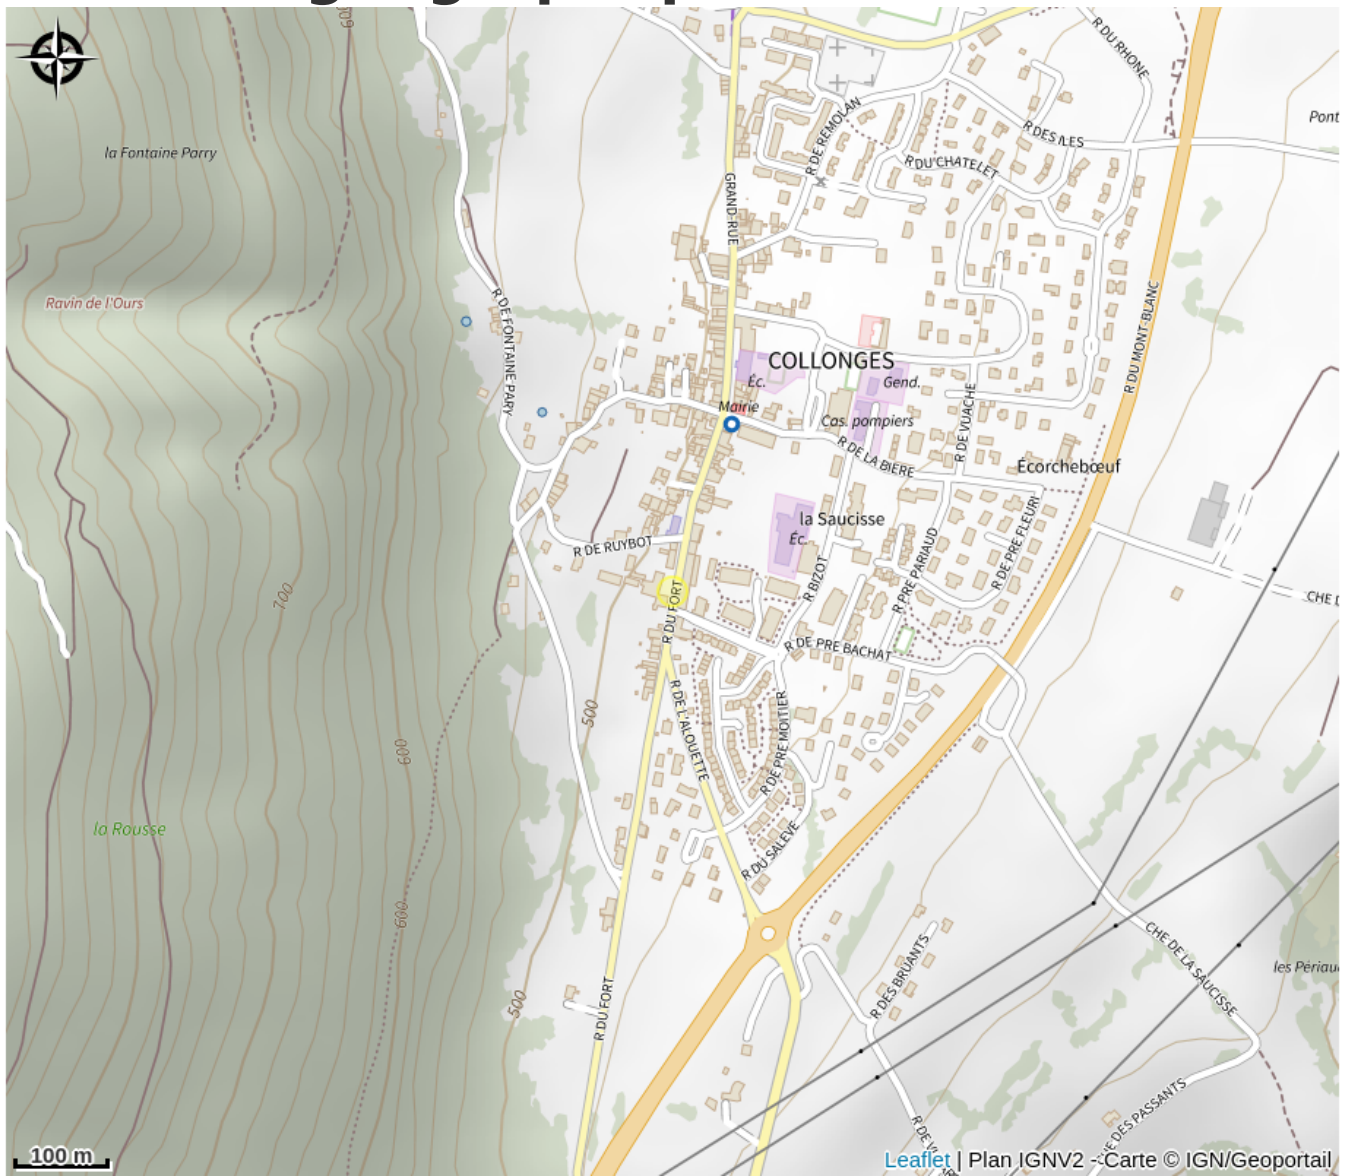 600
R DU RHONE
Pont
la Fontaine Parry
R DE REMOLAN
R DES ILES
R DU CHATELET
GRAND RUE
Ravin de l'Ours
R DE FONTAINE PARY
R DU MONT-BLANC
COLLONGES
Éc.
Gend.
Mairie
Cas. pompiers
R DE VUACHE
R DE LA BIERE
Écorchebœuf
la Saucisse
Éc.
R DE RUYBOT
R BIZOT
R PRE PARIAUD
R DE PRE FLEURI
700
R DU FORT
CHE D
R DE PRE BACHAT
500
R DE L'ALOUETTE
R DE PRE MOITIER
600
la Rousse
R DU SALEVE
600
R DES BRUANTS
CHE DE LA SAUCISSE
les Périau
500
R DU FORT
CHE DES PASSANTS
100 m
Leaflet | Plan IGNV2 - Carte © IGN/Geoportail